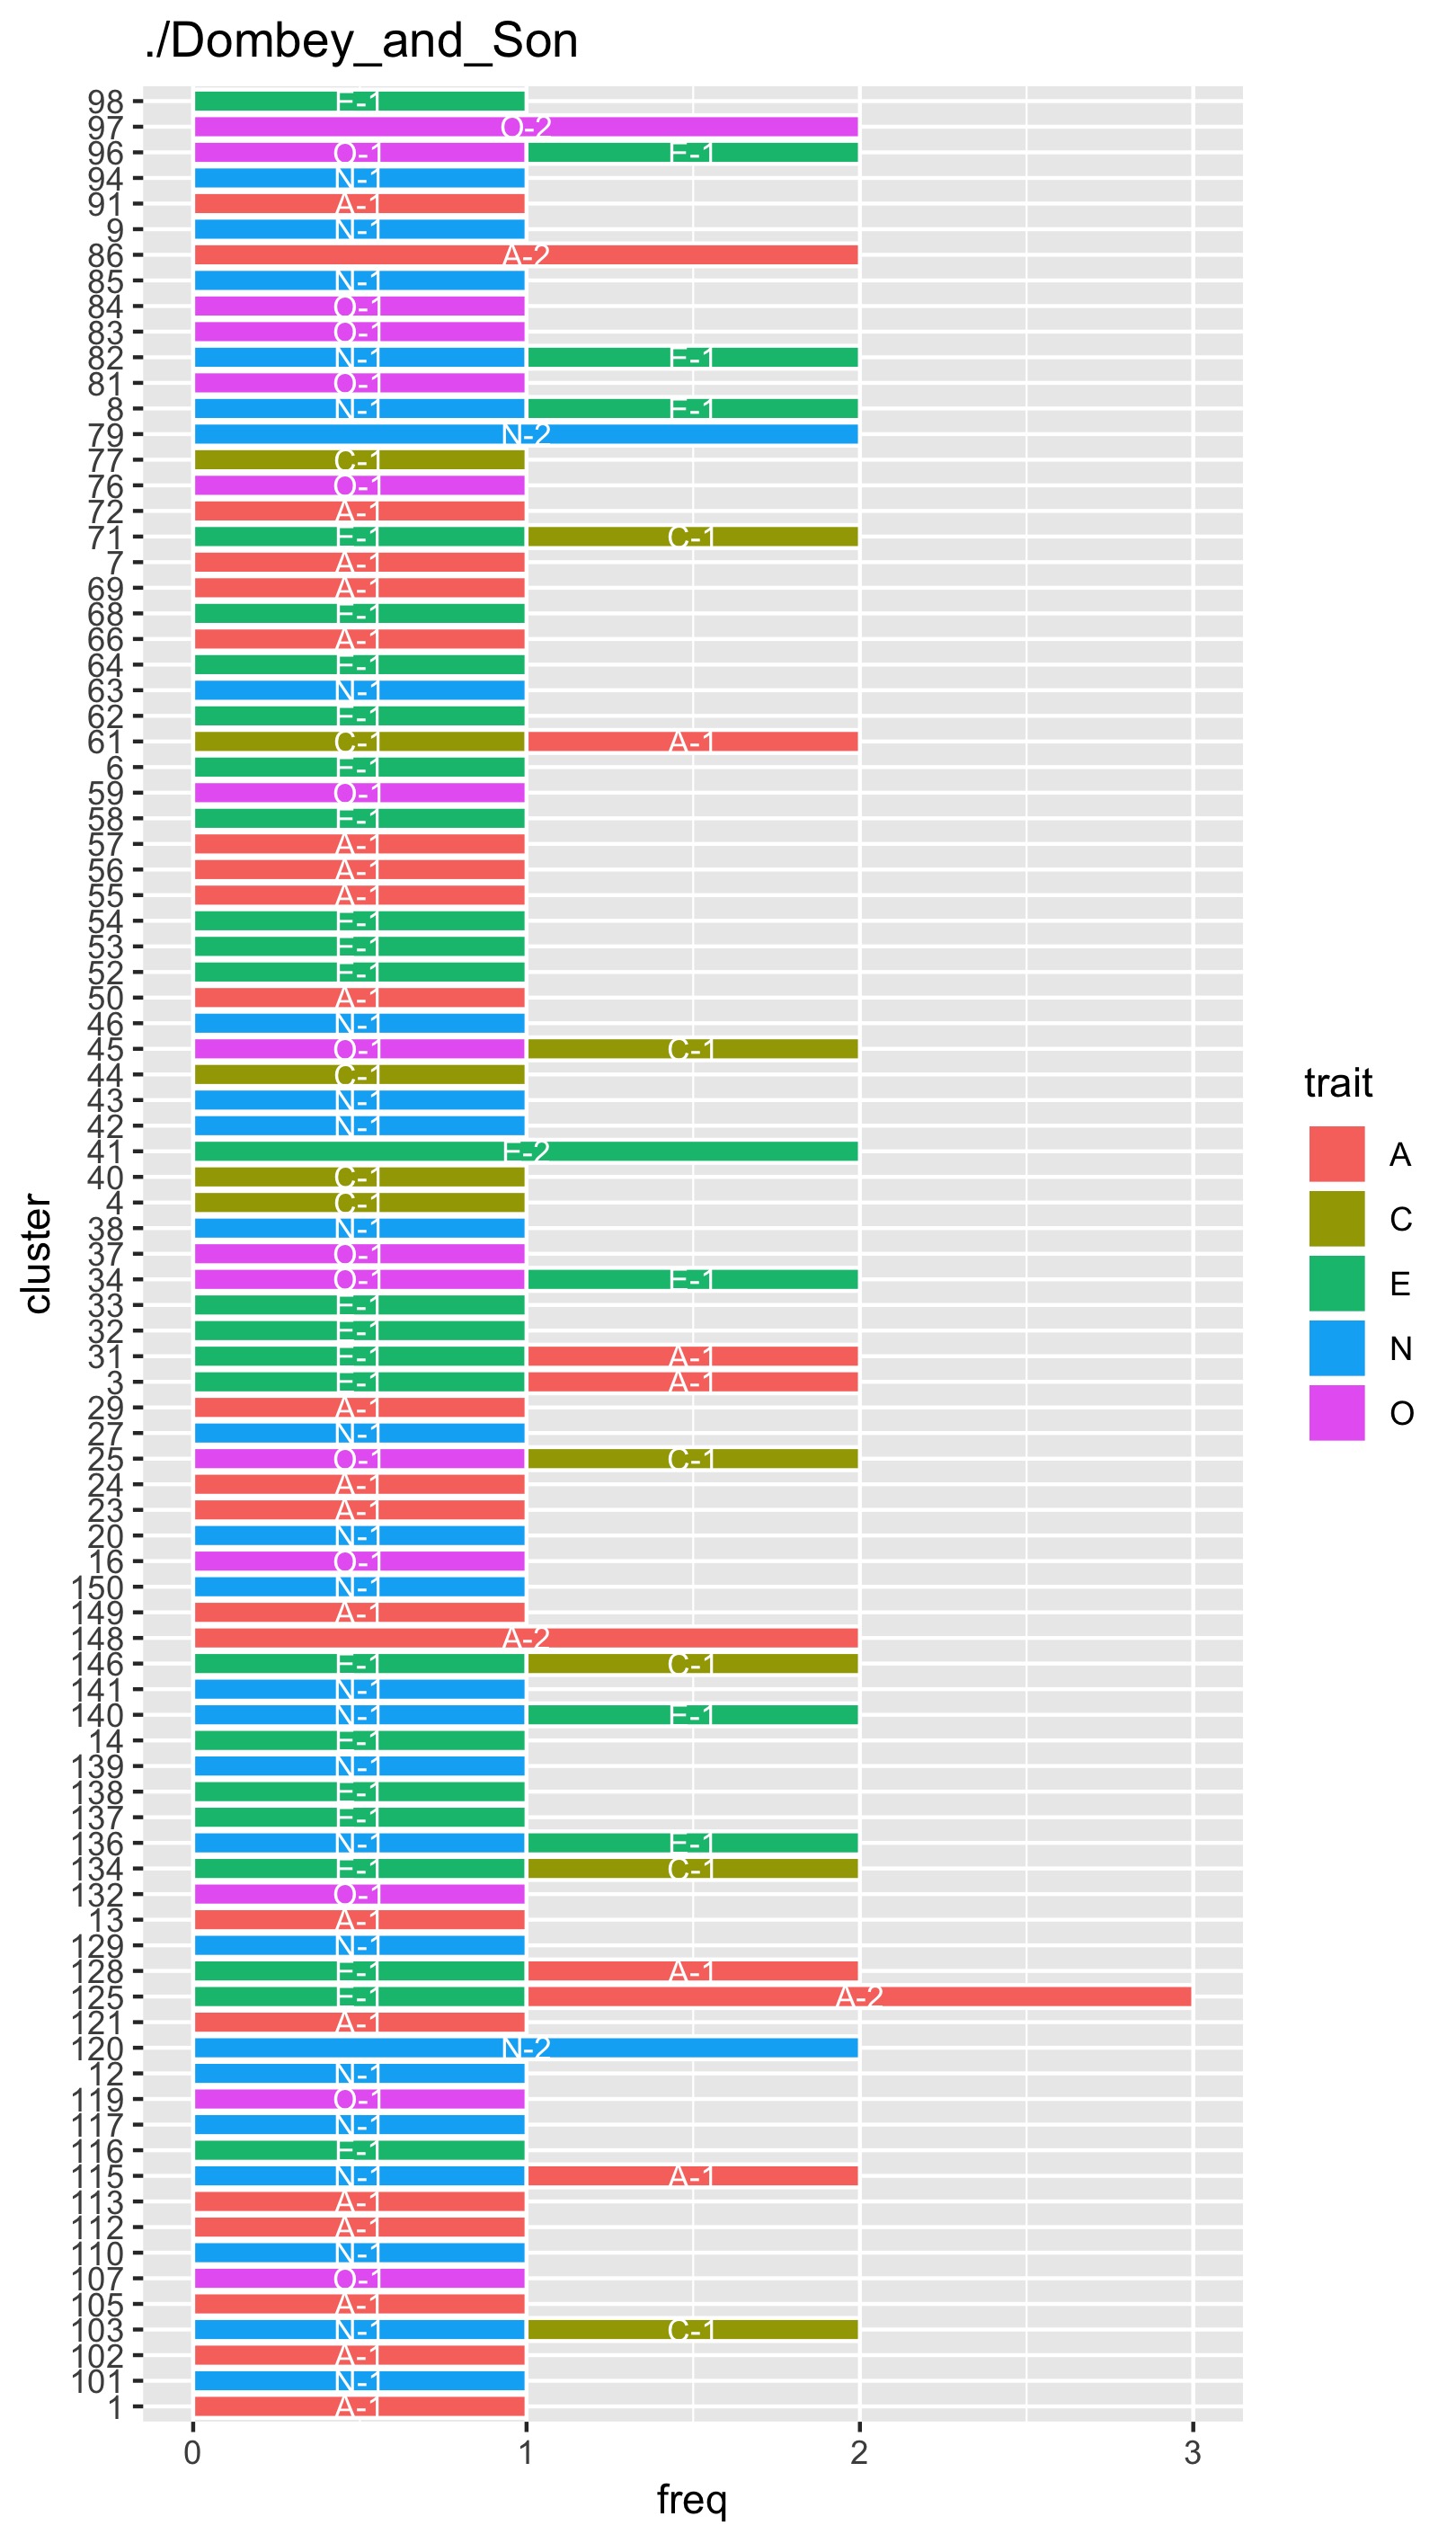 ./Dombey_and_Son
98 E-1
97 O-2
96 O-1 E-1
94 N-1
91 A-1
9 N-1
86 A-2
85 N-1
84 O-1
83 O-1
82 N-1 E-1
81 O-1
8 N-1 E-1
79 N-2
77 C-1
76 O-1
72 A-1
71 E-1 C-1
7 A-1
69 A-1
68 E-1
66 A-1
64 E-1
63 N-1
62 E-1
61 C-1 A-1
6 E-1
59 O-1
58 E-1
57 A-1
56 A-1
55 A-1
54 E-1
53 E-1
52 E-1
50 A-1
46 N-1
45 O-1 C-1
44 C-1
43 N-1
42 N-1
41 E-2
40 C-1
4 C-1
38 N-1
37 O-1
34 O-1 E-1
33 E-1
32 E-1
31 E-1 A-1
3 E-1 A-1
29 A-1
27 N-1
25 O-1 C-1
24 A-1
23 A-1
20 N-1
16 O-1
150 N-1
149 A-1
148 A-2
146 E-1 C-1
141 N-1
140 N-1 E-1
14 E-1
139 N-1
138 E-1
137 E-1
136 N-1 E-1
134 E-1 C-1
132 O-1
13 A-1
129 N-1
128 E-1 A-1
125 E-1 A-2
121 A-1
120 N-2
12 N-1
119 O-1
117 N-1
116 E-1
115 N-1 A-1
113 A-1
112 A-1
110 N-1
107 O-1
105 A-1
103 N-1 C-1
102 A-1
101 N-1
1 A-1
0 1 2 3
freq
cluster
trait
A
C
E
N
O